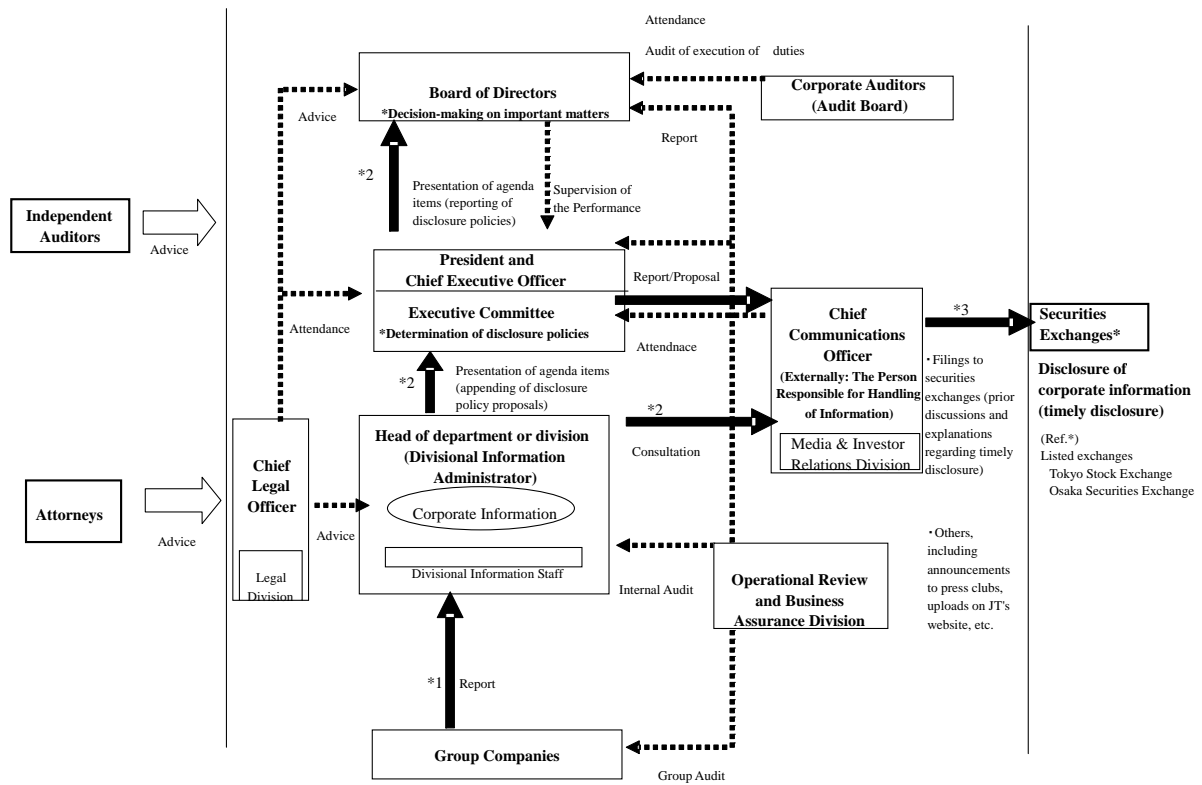 Attendance
Audit of execution of duties
Board of Directors
*Decision-making on important matters
Corporate Auditors
(Audit Board)
Advice
Report
*2
Presentation of agenda
items (reporting of
disclosure policies)
Supervision of
the Performance
Independent
Auditors
Advice
President and
Chief Executive Officer
Executive Committee
*Determination of disclosure policies
Report/Proposal
Attendance
Attendnace
Chief
Communications
Officer
(Externally: The Person
Responsible for Handling
of Information)
Media & Investor
Relations Division
*3
Securities
Exchanges*
・Filings to
securities
exchanges (prior
discussions and
explanations
regarding timely
disclosure)
Disclosure of
corporate information
(timely disclosure)
(Ref.*)
Listed exchanges
Tokyo Stock Exchange
Osaka Securities Exchange
*2
Presentation of agenda items
(appending of disclosure
policy proposals)
*2
Consultation
Head of department or division
(Divisional Information
Administrator)
Corporate Information
Divisional Information Staff
Chief
Legal
Officer
Legal
Division
Attorneys
Advice
Advice
Internal Audit
Operational Review
and Business
Assurance Division
・Others,
including
announcements
to press clubs,
uploads on JT's
website, etc.
*1
Report
Group Companies
Group Audit